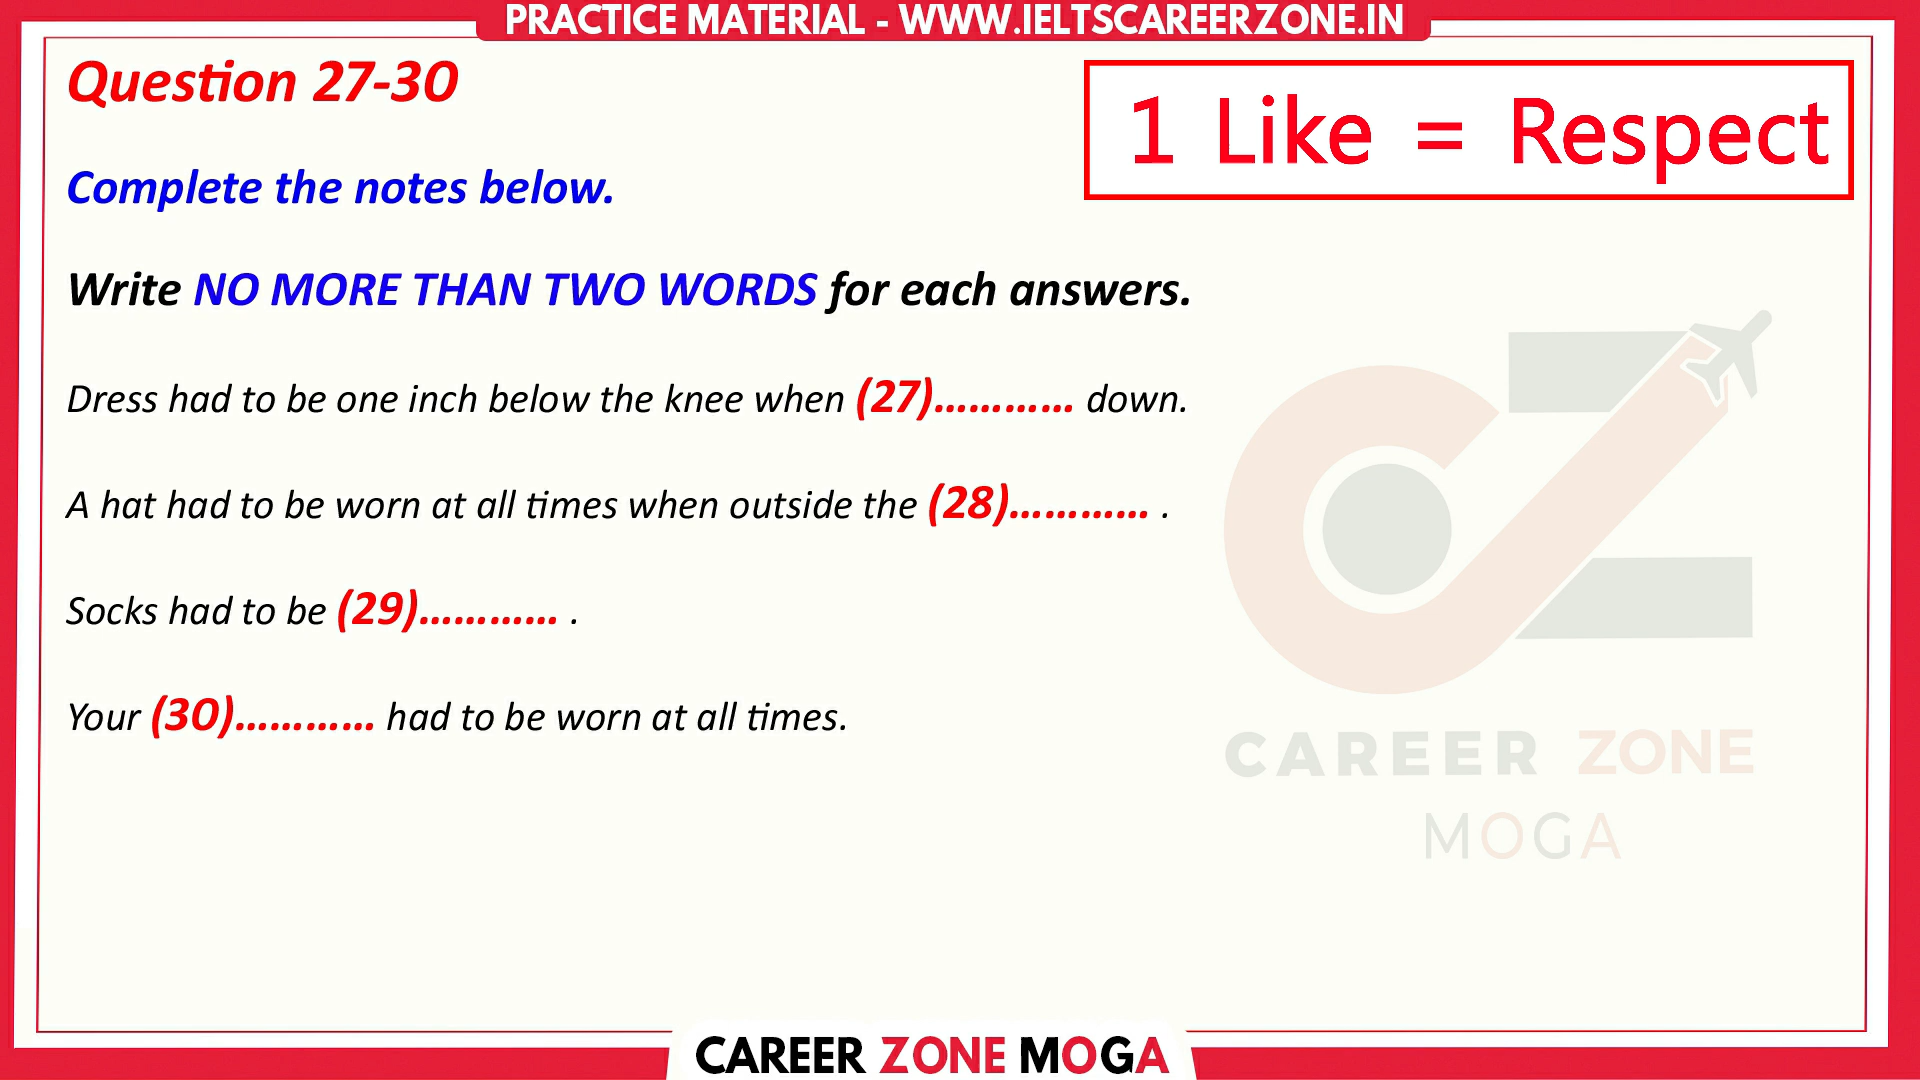 PRACTICE MATERIAL - WWW.IELTSCAREERZONE.IN
Question 27-30
1 Like = Respect
Complete the notes below.
Write NO MORE THAN TWO WORDS for each answers.
Dress had to be one inch below the knee when (27)............ down.
A hat had to be worn at all times when outside the (28)............ .
Socks had to be (29)............ .
Your (30)............ had to be worn at all times.
CAREER ZONE
MOGA
CAREER ZONE MOGA